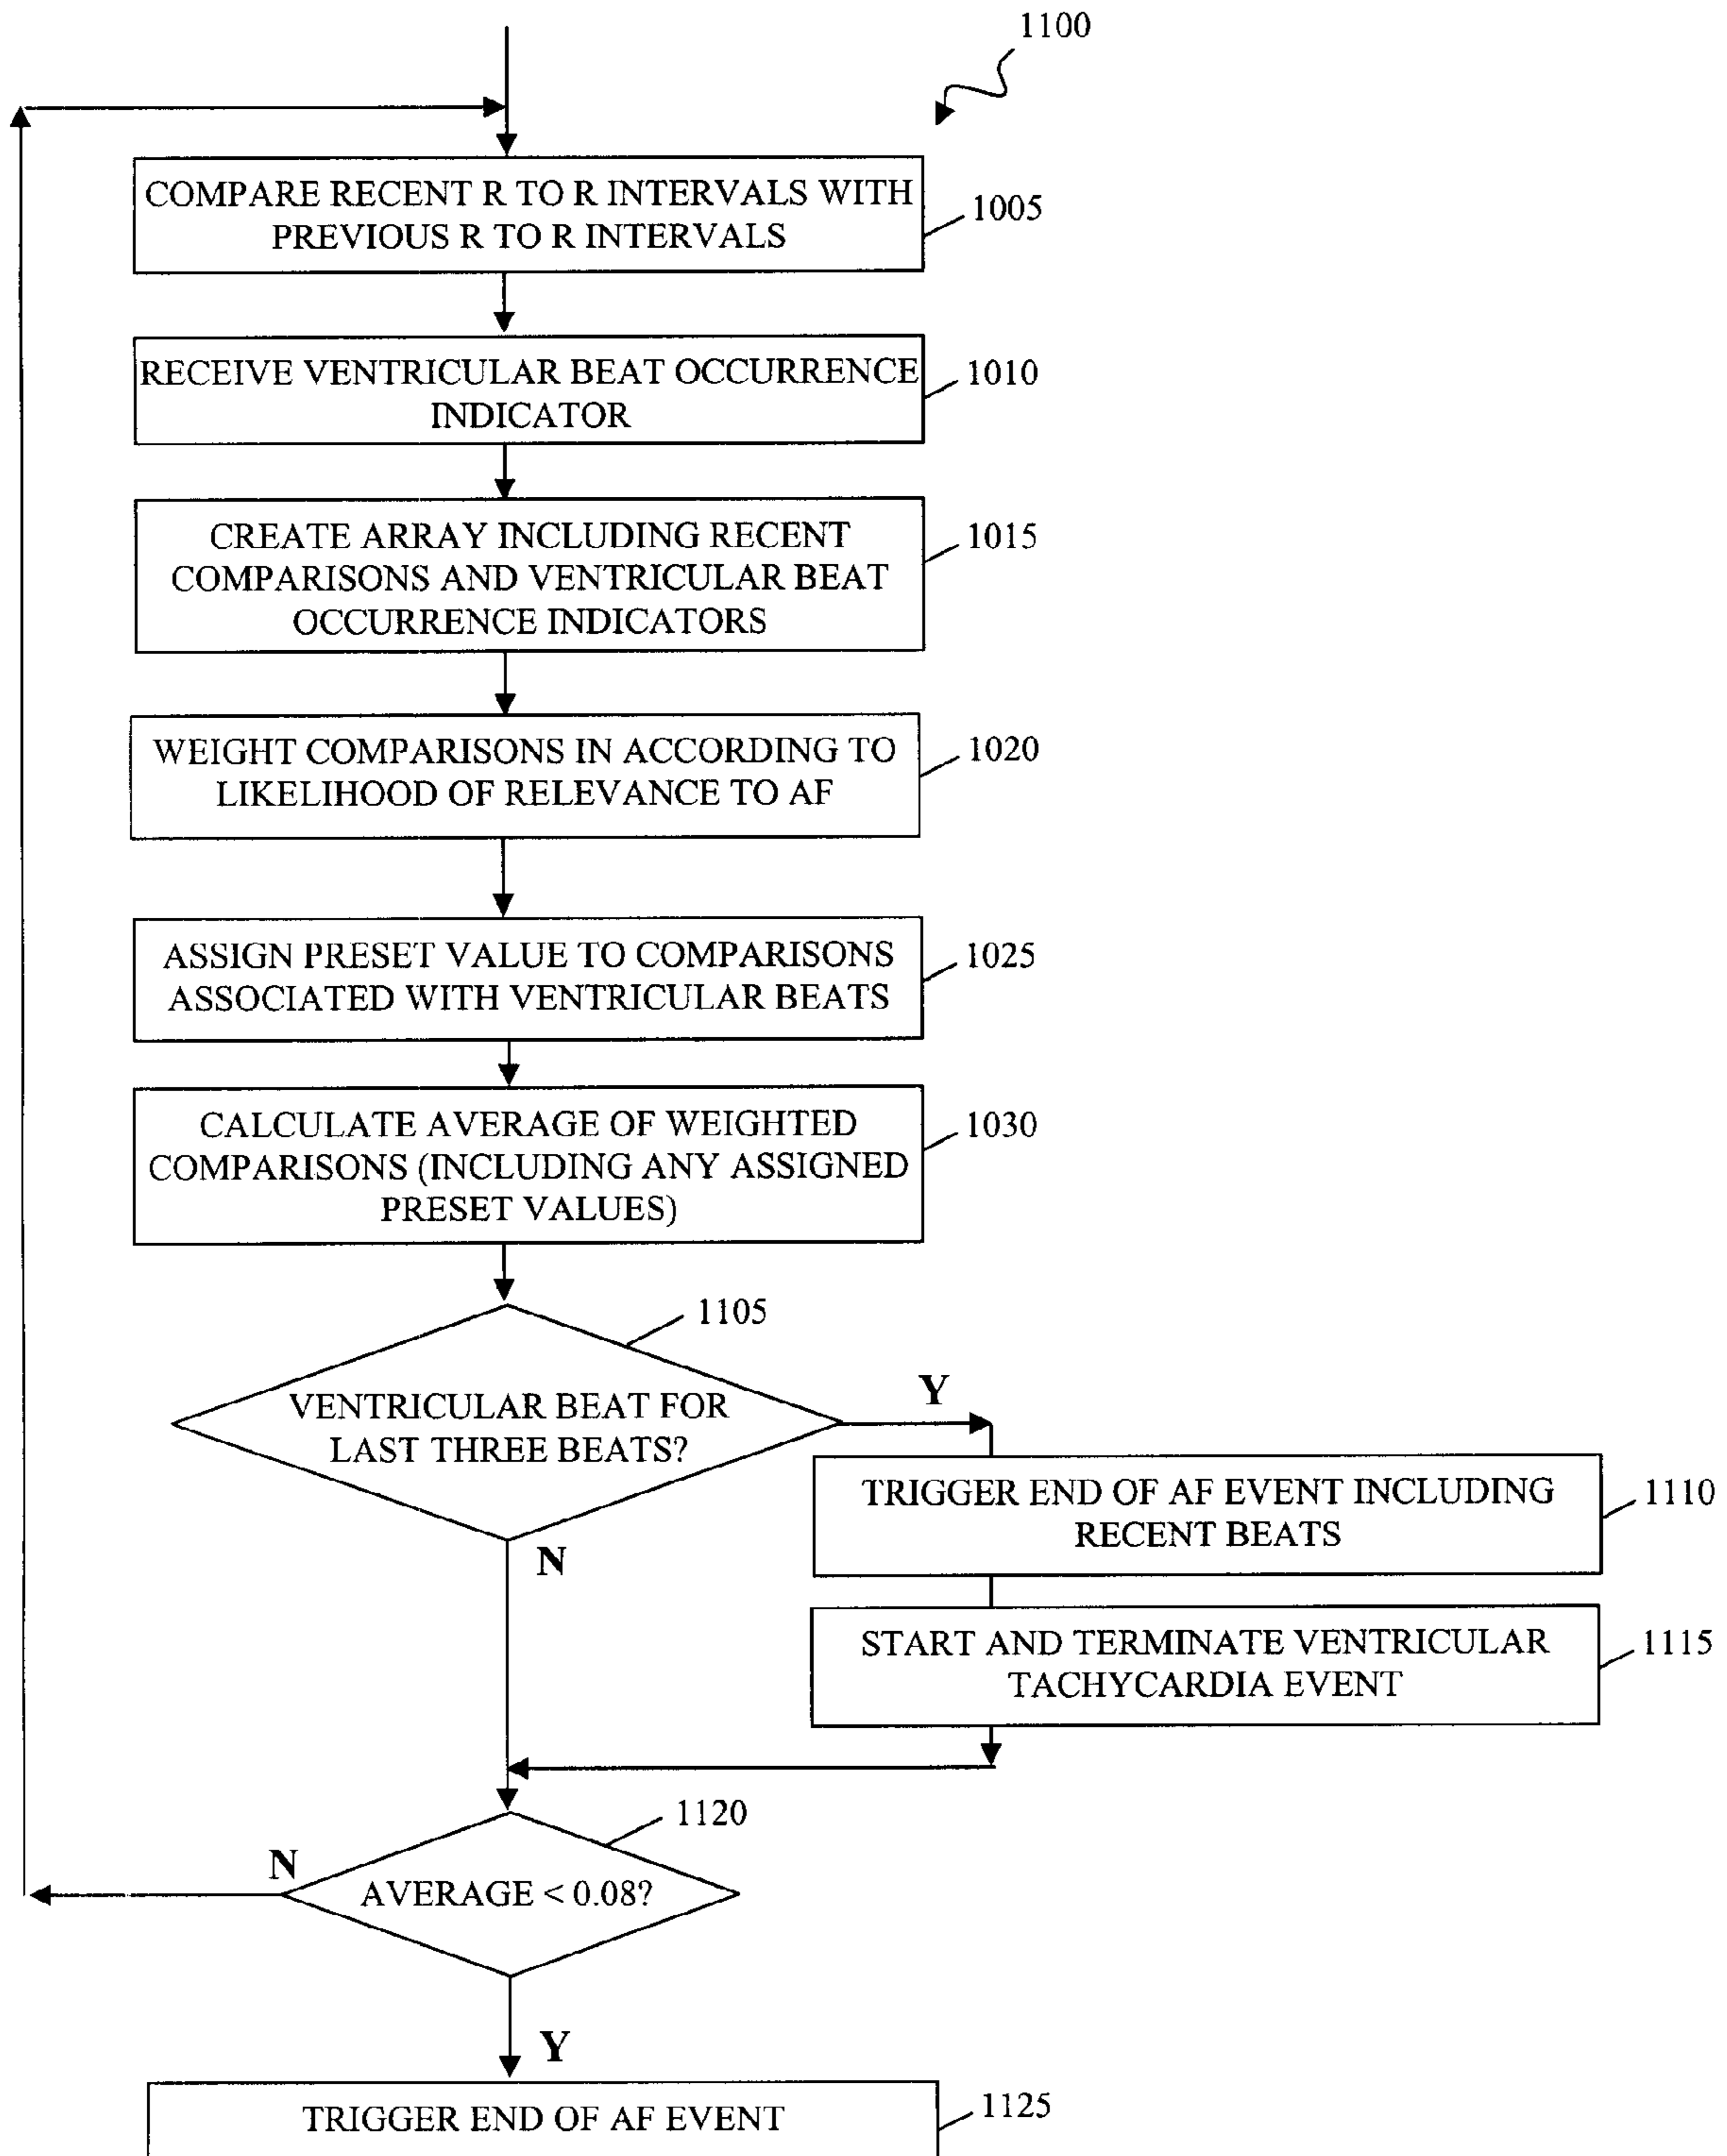 1100
COMPARE RECENT R TO R INTERVALS WITH
PREVIOUS R TO R INTERVALS
1005
RECEIVE VENTRICULAR BEAT OCCURRENCE
INDICATOR
1010
CREATE ARRAY INCLUDING RECENT
COMPARISONS AND VENTRICULAR BEAT
OCCURRENCE INDICATORS
1015
WEIGHT COMPARISONS IN ACCORDING TO
LIKELIHOOD OF RELEVANCE TO AF
1020
ASSIGN PRESET VALUE TO COMPARISONS
ASSOCIATED WITH VENTRICULAR BEATS
1025
CALCULATE AVERAGE OF WEIGHTED
COMPARISONS (INCLUDING ANY ASSIGNED
PRESET VALUES)
1030
1105
VENTRICULAR BEAT FOR
LAST THREE BEATS?
Y
N
TRIGGER END OF AF EVENT INCLUDING
RECENT BEATS
1110
START AND TERMINATE VENTRICULAR
TACHYCARDIA EVENT
1115
1120
AVERAGE < 0.08?
N
Y
TRIGGER END OF AF EVENT
1125